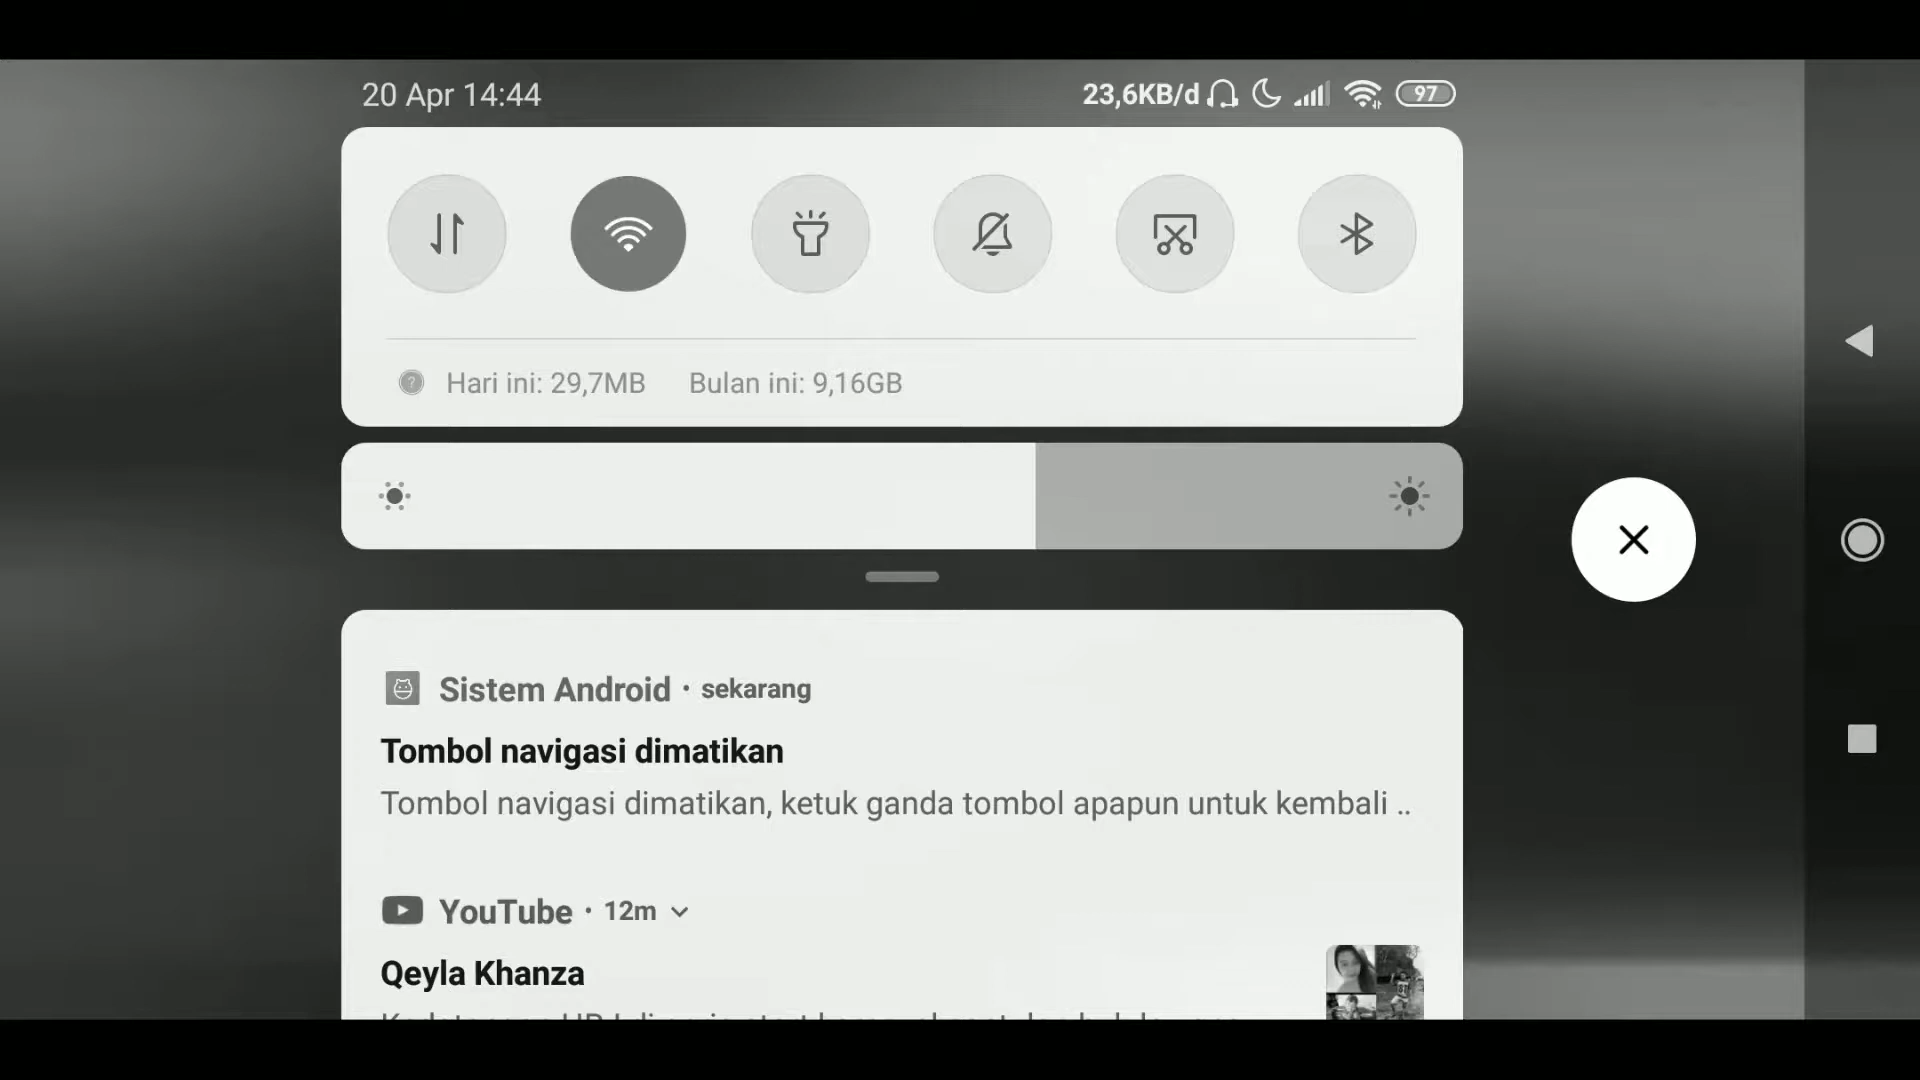 20 Apr 14:44
23,6KB/d 97
Hari ini: 29,7MB Bulan ini: 9,16GB
Sistem Android · sekarang
Tombol navigasi dimatikan
Tombol navigasi dimatikan, ketuk ganda tombol apapun untuk kembali ..
YouTube · 12m
Qeyla Khanza